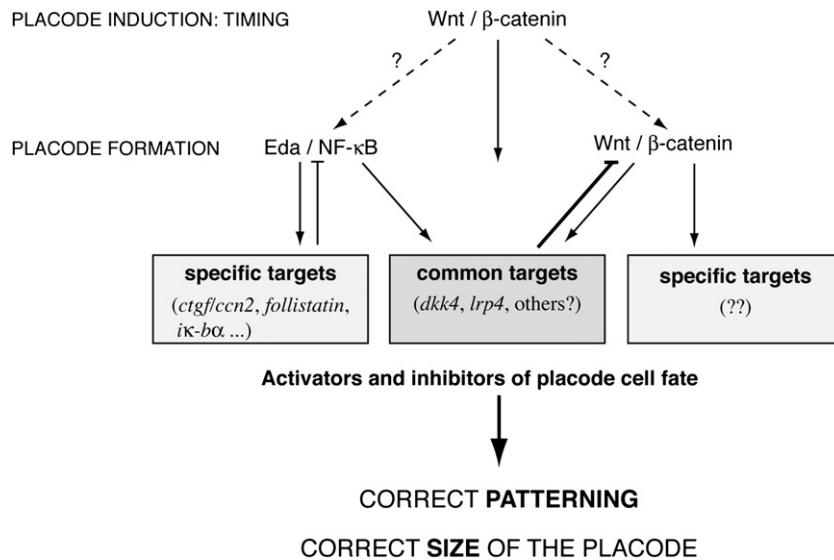 PLACODE INDUCTION: TIMING
Wnt / β-catenin
?
?
PLACODE FORMATION
Eda / NF-κB
Wnt / β-catenin
specific targets
(ctgf/ccn2, follistatin,
iκ-bα ...)
common targets
(dkk4, lrp4, others?)
specific targets
(??)
Activators and inhibitors of placode cell fate
CORRECT PATTERNING
CORRECT SIZE OF THE PLACODE